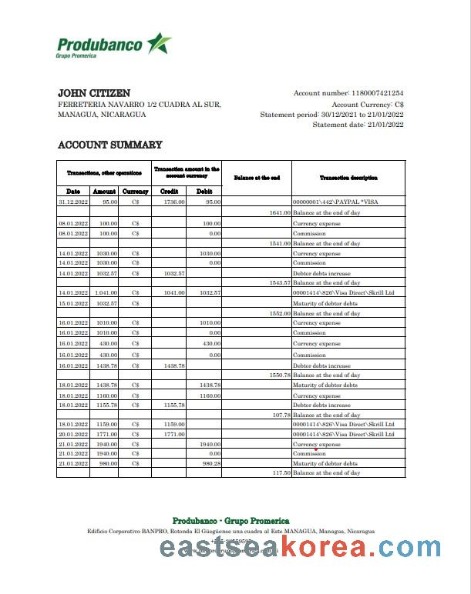 Produbanco
Grupo Promerica
JOHN CITIZEN
FERRETERIA NAVARRO 1/2 CUADRA AL SUR,
MANAGUA, NICARAGUA
Account number: 1180007421254
Account Currency: C$
Statement period: 30/12/2021 to 21/01/2022
Statement date: 21/01/2022
ACCOUNT SUMMARY
Transactions, other operations Transaction amount in the account currency Balance at the end Transaction description
Date Amount Currency Credit Debit
31.12.2022 95.00 C$ 1736.00 95.00 00000001\442\PAYPAL *VISA
1641.00 Balance at the end of day
08.01.2022 100.00 C$ 100.00 Currency expense
08.01.2022 100.00 C$ 0.00 Commission
1541.00 Balance at the end of day
14.01.2022 1030.00 C$ 1030.00 Currency expense
14.01.2022 1030.00 C$ 0.00 Commission
14.01.2022 1032.57 C$ 1032.57 Debter debts increase
1543.57 Balance at the end of day
14.01.2022 1.041.00 C$ 1041.00 1032.57 00001414\826\Visa Direct\Skrill Ltd
15.01.2022 1032.57 C$ Maturity of debter debts
1552.00 Balance at the end of day
16.01.2022 1010.00 C$ 1010.00 Currency expense
16.01.2022 1010.00 C$ 0.00 Commission
16.01.2022 430.00 C$ 430.00 Currency expense
16.01.2022 430.00 C$ 0.00 Commission
16.01.2022 1438.78 C$ 1438.78 Debter debts increase
1550.78 Balance at the end of day
18.01.2022 1438.78 C$ 1438.78 Maturity of debter debts
18.01.2022 1160.00 C$ 1160.00 Currency expense
18.01.2022 1155.78 C$ 1155.78 Debter debts increase
107.78 Balance at the end of day
18.01.2022 1159.00 C$ 1159.00 00001414\826\Visa Direct\Skrill Ltd
20.01.2022 1771.00 C$ 1771.00 00001414\826\Visa Direct\Skrill Ltd
21.01.2022 1940.00 C$ 1940.00 Currency expense
21.01.2022 1940.00 C$ 0.00 Commission
21.01.2022 980.00 C$ 980.28 Maturity of debter debts
117.50 Balance at the end of day
Produbanco - Grupo Promerica
Edificio Corporativo BANPRO, Rotonda El Güegüense una cuadra al Este MANAGUA, Managua, Nicaragua
eastseakorea.com